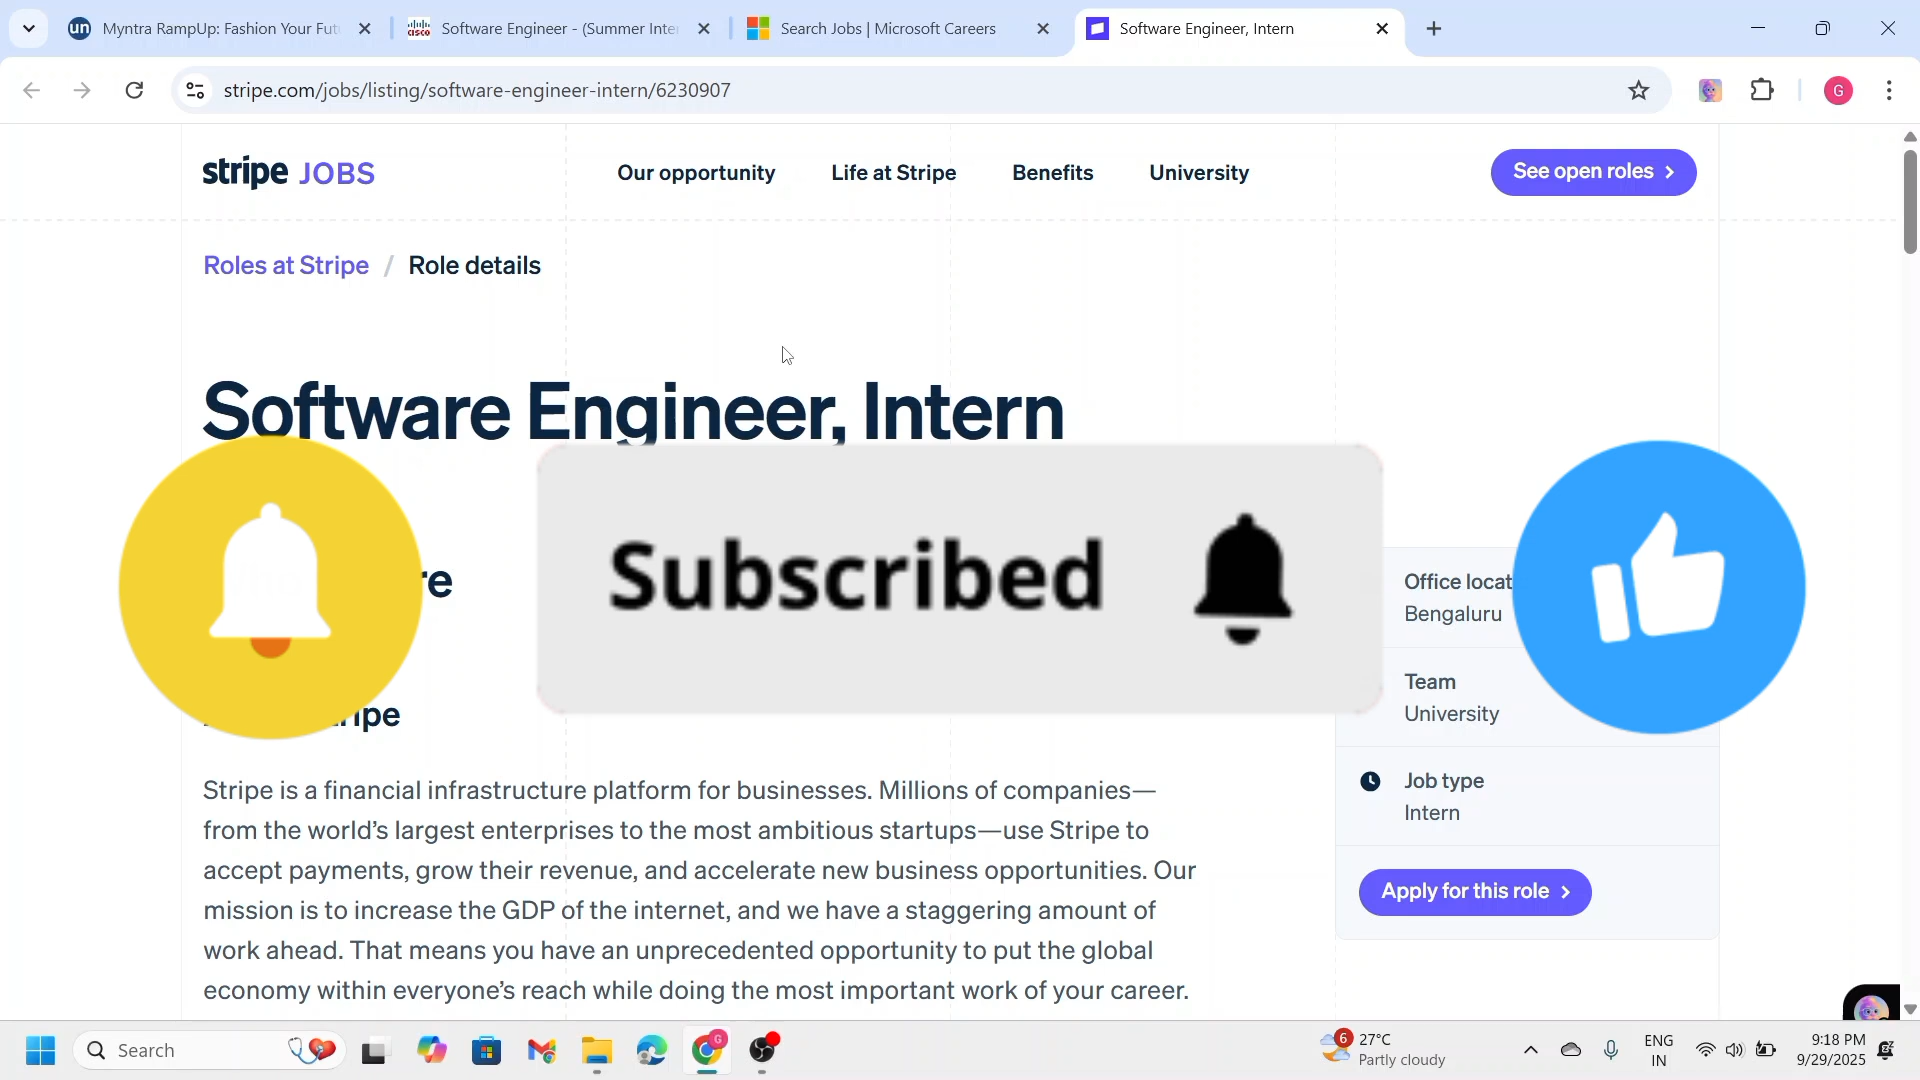 Myntra RampUp: Fashion Your Fut
Software Engineer - (Summer Inte
Search Jobs | Microsoft Careers
Software Engineer, Intern
stripe.com/jobs/listing/software-engineer-intern/6230907
G
stripe JOBS
Our opportunity
Life at Stripe
Benefits
University
See open roles
Roles at Stripe / Role details
Software Engineer, Intern
Subscribed
re
Office locat
Bengaluru
Team
University
ripe
Job type
Intern
Apply for this role
Stripe is a financial infrastructure platform for businesses. Millions of companies—
from the world’s largest enterprises to the most ambitious startups—use Stripe to
accept payments, grow their revenue, and accelerate new business opportunities. Our
mission is to increase the GDP of the internet, and we have a staggering amount of
work ahead. That means you have an unprecedented opportunity to put the global
economy within everyone’s reach while doing the most important work of your career.
Search
6
27°C
Partly cloudy
ENG
IN
9:18 PM
9/29/2025